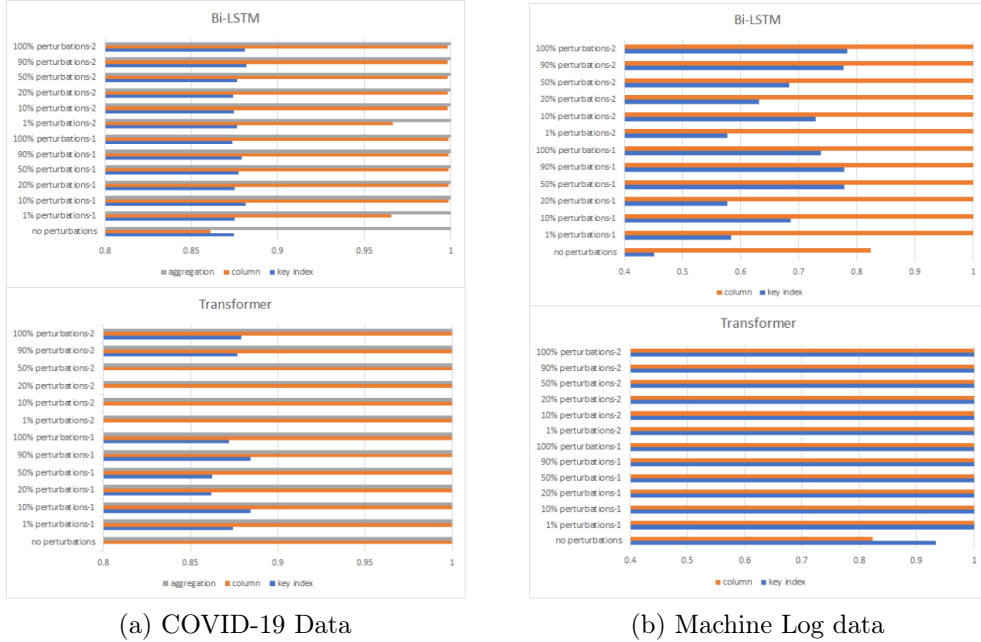 Bi-LSTM
100% perturbations-2
90% perturbations-2
50% perturbations-2
20% perturbations-2
10% perturbations-2
1% perturbations-2
100% perturbations-1
90% perturbations-1
50% perturbations-1
20% perturbations-1
10% perturbations-1
1% perturbations-1
no perturbations
0.8 0.85 0.9 0.95 1
aggregation column key index
Transformer
100% perturbations-2
90% perturbations-2
50% perturbations-2
20% perturbations-2
10% perturbations-2
1% perturbations-2
100% perturbations-1
90% perturbations-1
50% perturbations-1
20% perturbations-1
10% perturbations-1
1% perturbations-1
no perturbations
0.8 0.85 0.9 0.95 1
aggregation column key index
(a) COVID-19 Data
Bi-LSTM
100% perturbations-2
90% perturbations-2
50% perturbations-2
20% perturbations-2
10% perturbations-2
1% perturbations-2
100% perturbations-1
90% perturbations-1
50% perturbations-1
20% perturbations-1
10% perturbations-1
1% perturbations-1
no perturbations
0.4 0.5 0.6 0.7 0.8 0.9 1
column key index
Transformer
100% perturbations-2
90% perturbations-2
50% perturbations-2
20% perturbations-2
10% perturbations-2
1% perturbations-2
100% perturbations-1
90% perturbations-1
50% perturbations-1
20% perturbations-1
10% perturbations-1
1% perturbations-1
no perturbations
0.4 0.5 0.6 0.7 0.8 0.9 1
column key index
(b) Machine Log data